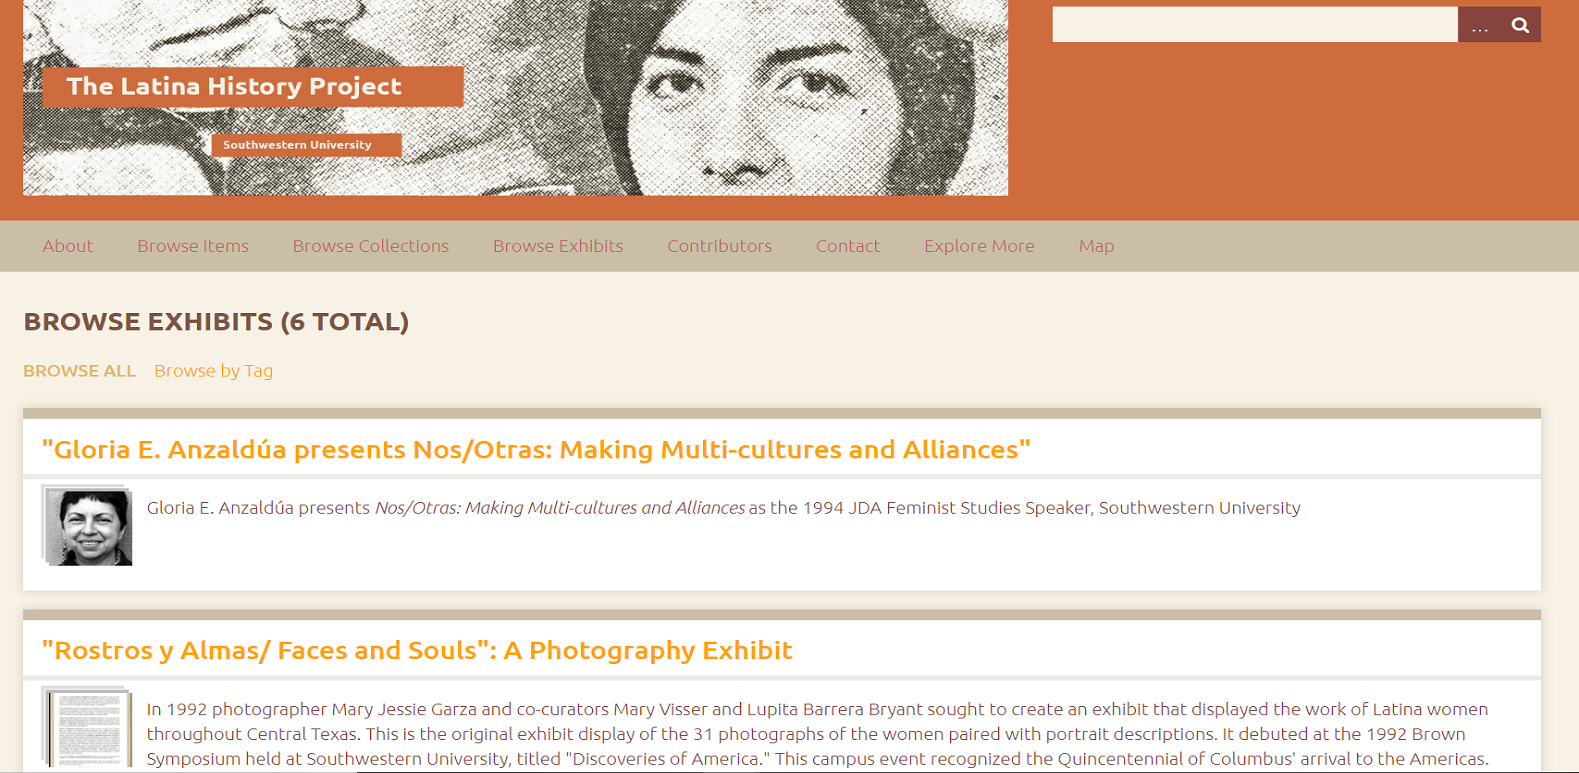 The Latina History Project
Southwestern University
...
About Browse Items Browse Collections Browse Exhibits Contributors Contact Explore More Map
BROWSE EXHIBITS (6 TOTAL)
BROWSE ALL Browse by Tag
"Gloria E. Anzaldúa presents Nos/Otras: Making Multi-cultures and Alliances"
Gloria E. Anzaldúa presents Nos/Otras: Making Multi-cultures and Alliances as the 1994 JDA Feminist Studies Speaker, Southwestern University
"Rostros y Almas/ Faces and Souls": A Photography Exhibit
In 1992 photographer Mary Jessie Garza and co-curators Mary Visser and Lupita Barrera Bryant sought to create an exhibit that displayed the work of Latina women
throughout Central Texas. This is the original exhibit display of the 31 photographs of the women paired with portrait descriptions. It debuted at the 1992 Brown
Symposium held at Southwestern University, titled "Discoveries of America." This campus event recognized the Quincentennial of Columbus' arrival to the Americas.